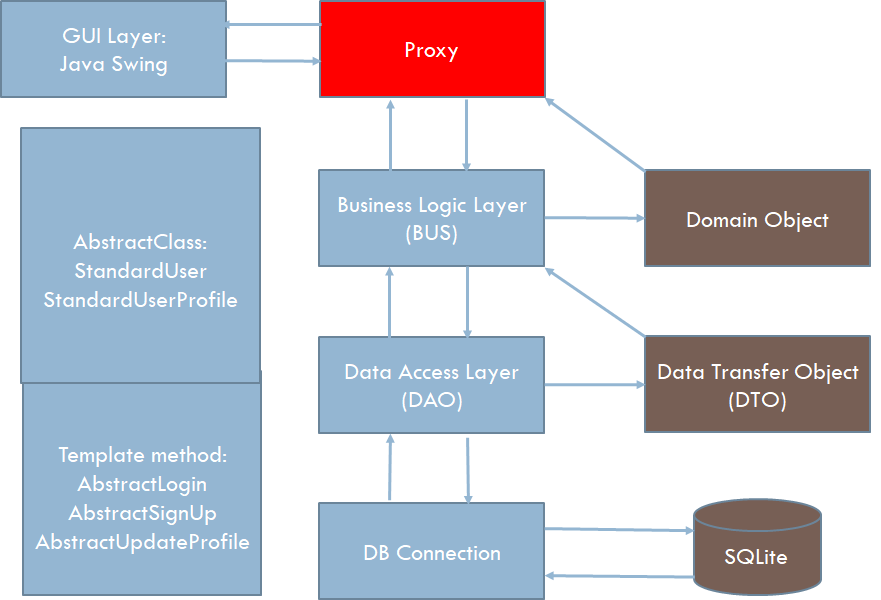 GUI Layer:
Java Swing
Proxy
Business Logic Layer
(BUS)
Domain Object
AbstractClass:
StandardUser
StandardUserProfile
Data Access Layer
(DAO)
Data Transfer Object
(DTO)
Template method:
AbstractLogin
AbstractSignUp
AbstractUpdateProfile
DB Connection
SQLite